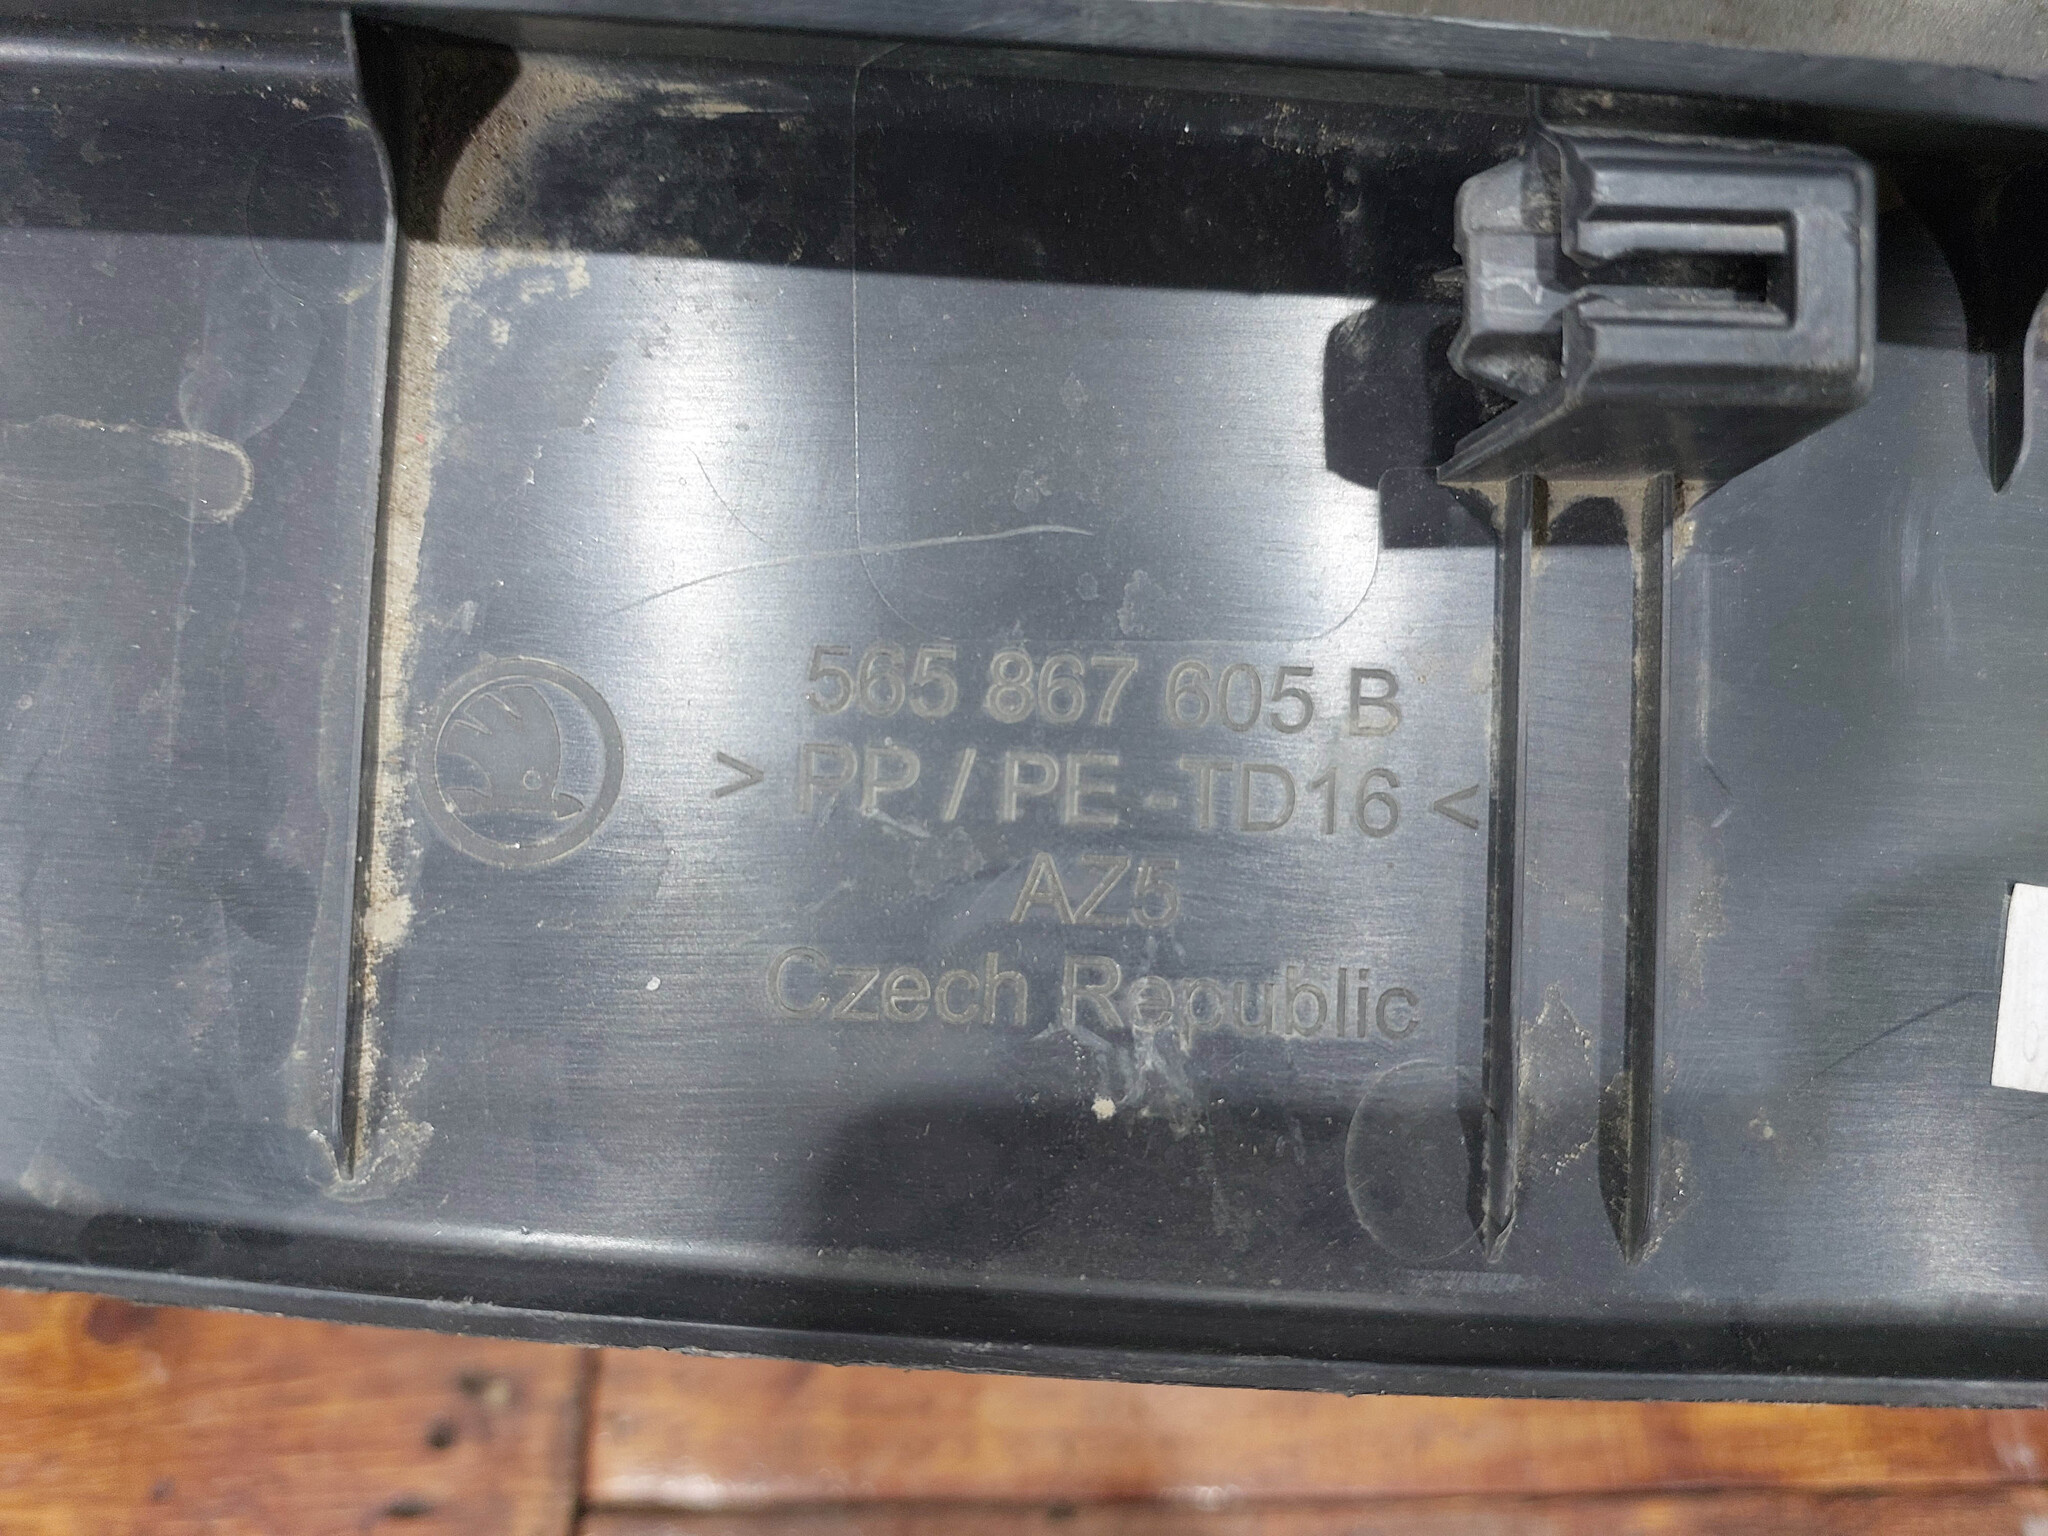 565 867 605 B
> PP / PE - TD16 <
AZ5
Czech Republic